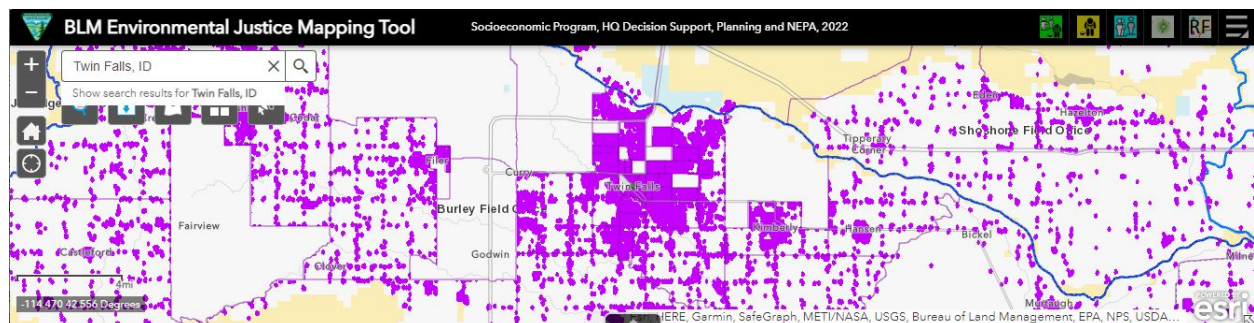 BLM Environmental Justice Mapping Tool
Socioeconomic Program, HQ Decision Support, Planning and NEPA, 2022
RF
+
Twin Falls, ID
Show search results for Twin Falls, ID
−
Eden
Hazelton
Shoshone Field Office
Tipperary
Corner
Filer
Curry
Twin Falls
Burley Field O
Fairview
Kimberly
Hansen
Bickel
Castleford
Godwin
Clover
4mi
Murtaugh
-114.470 42.556 Degrees
HERE, Garmin, SafeGraph, METI/NASA, USGS, Bureau of Land Management, EPA, NPS, USDA...
POWERED BY
esri